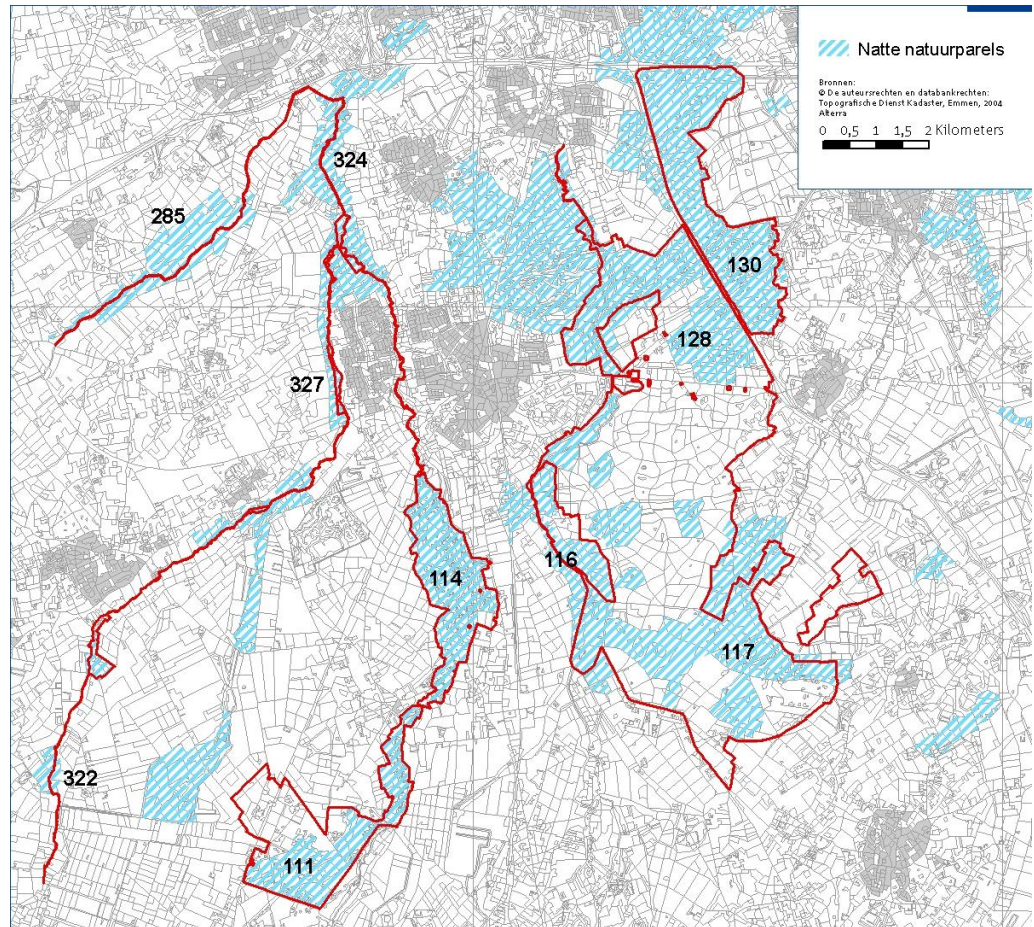 Natte natuurparels
Bronnen:
© De auteursrechten en databankrechten:
Topografische Dienst Kadaster, Emmen, 2004
Alterra
0 0,5 1 1,5 2 Kilometers
324
285
130
128
327
116
114
117
322
111